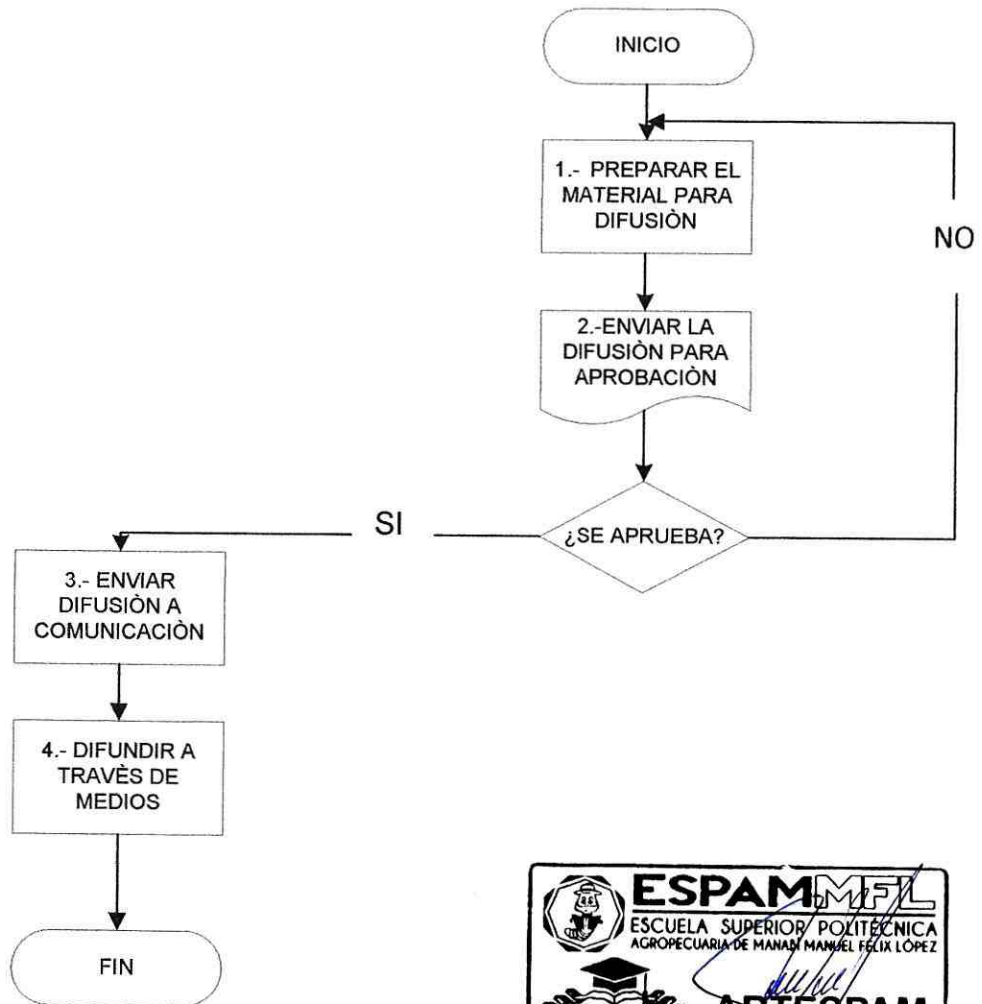 INICIO
1.- PREPARAR EL
MATERIAL PARA
DIFUSIÒN
NO
2.-ENVIAR LA
DIFUSIÒN PARA
APROBACIÒN
¿SE APRUEBA?
SI
3.- ENVIAR
DIFUSIÒN A
COMUNICACIÒN
4.- DIFUNDIR A
TRAVÈS DE
MEDIOS
FIN
ESPAM MFL
ESCUELA SUPERIOR POLITÉCNICA
AGROPECUARIA DE MANABÍ MANUEL FÉLIX LÓPEZ